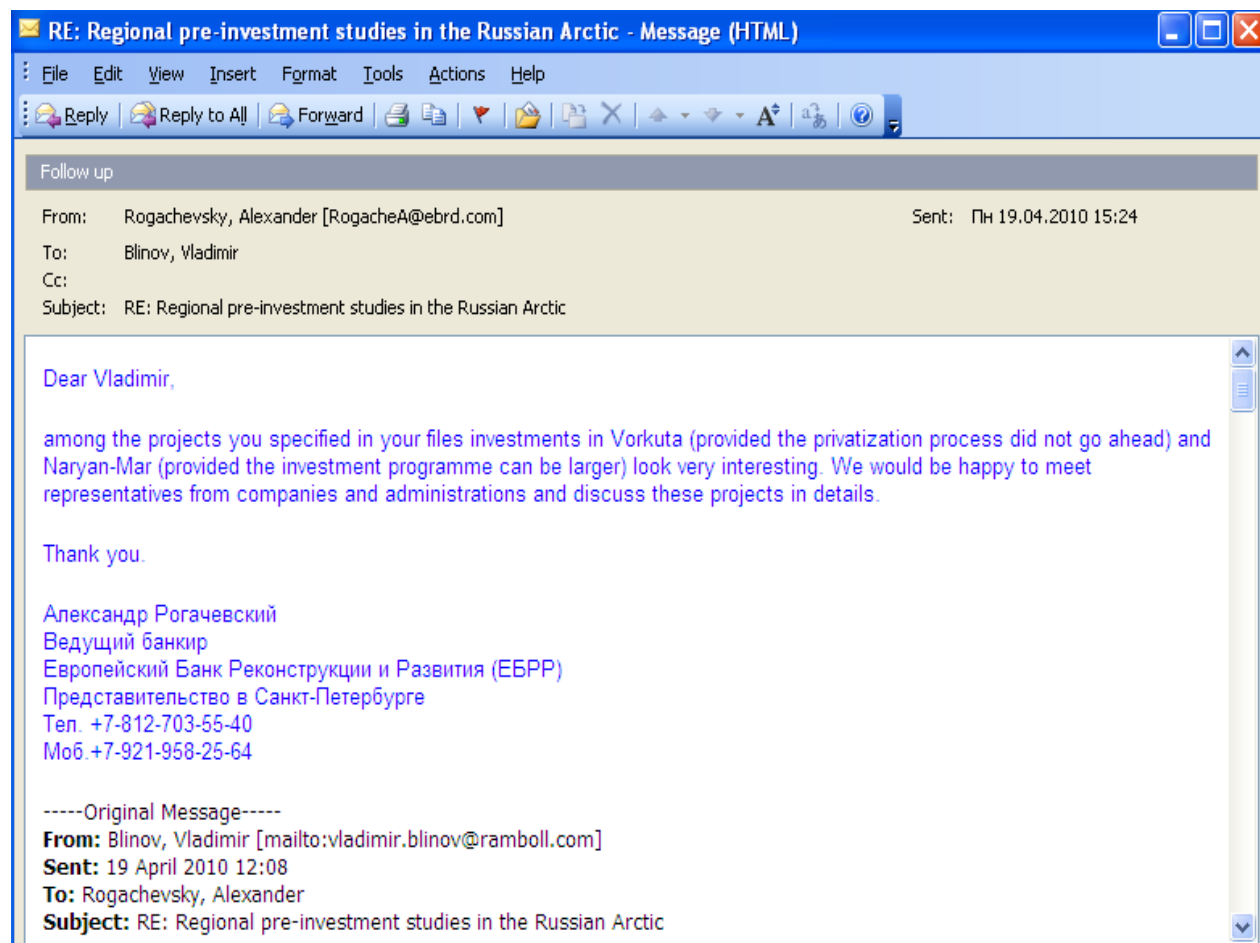 RE: Regional pre-investment studies in the Russian Arctic - Message (HTML)
File Edit View Insert Format Tools Actions Help
Reply Reply to All Forward
Follow up
From: Rogachevsky, Alexander [RogacheA@ebrd.com] Sent: Пн 19.04.2010 15:24
To: Blinov, Vladimir
Cc:
Subject: RE: Regional pre-investment studies in the Russian Arctic
Dear Vladimir,
among the projects you specified in your files investments in Vorkuta (provided the privatization process did not go ahead) and
Naryan-Mar (provided the investment programme can be larger) look very interesting. We would be happy to meet
representatives from companies and administrations and discuss these projects in details.
Thank you.
Александр Рогачевский
Ведущий банкир
Европейский Банк Реконструкции и Развития (ЕБРР)
Представительство в Санкт-Петербурге
Тел. +7-812-703-55-40
Моб.+7-921-958-25-64
-----Original Message-----
From: Blinov, Vladimir [mailto:vladimir.blinov@ramboll.com]
Sent: 19 April 2010 12:08
To: Rogachevsky, Alexander
Subject: RE: Regional pre-investment studies in the Russian Arctic